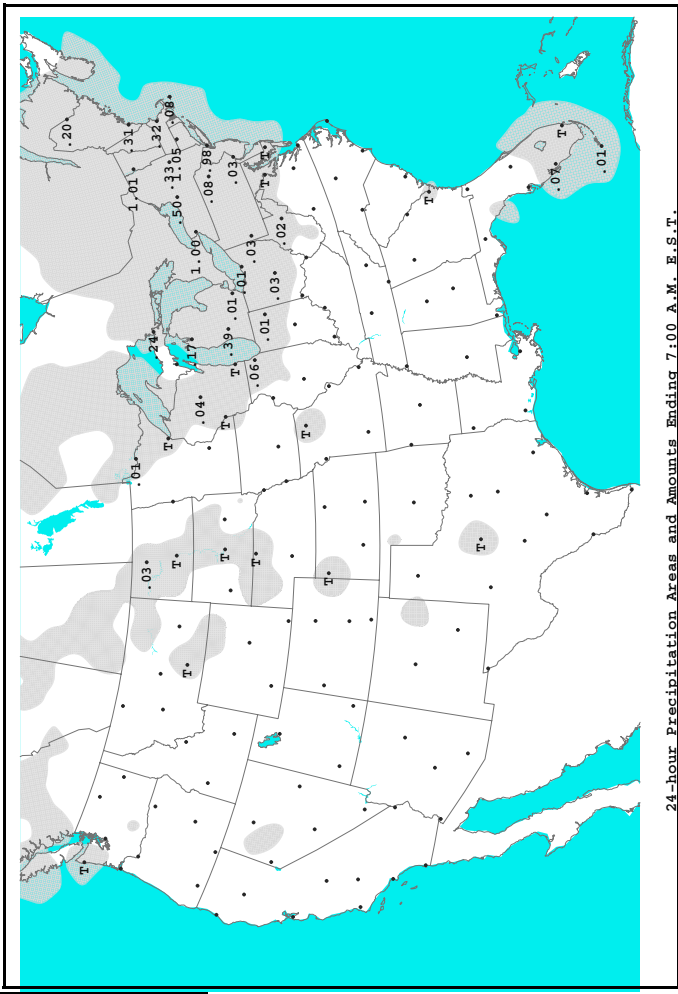 .20
T
.31
1.01
.01
.03
.24
.32
T
.33
.08
T
.50
1.05
T
.17
1.00
.04
.08
.98
T
T
.39
.01
.03
T
.01
.03
.06
T
.01
T
T
.03
.02
T
T
T
T
.07
T
.01
24-hour Precipitation Areas and Amounts Ending 7:00 A.M. E.S.T.